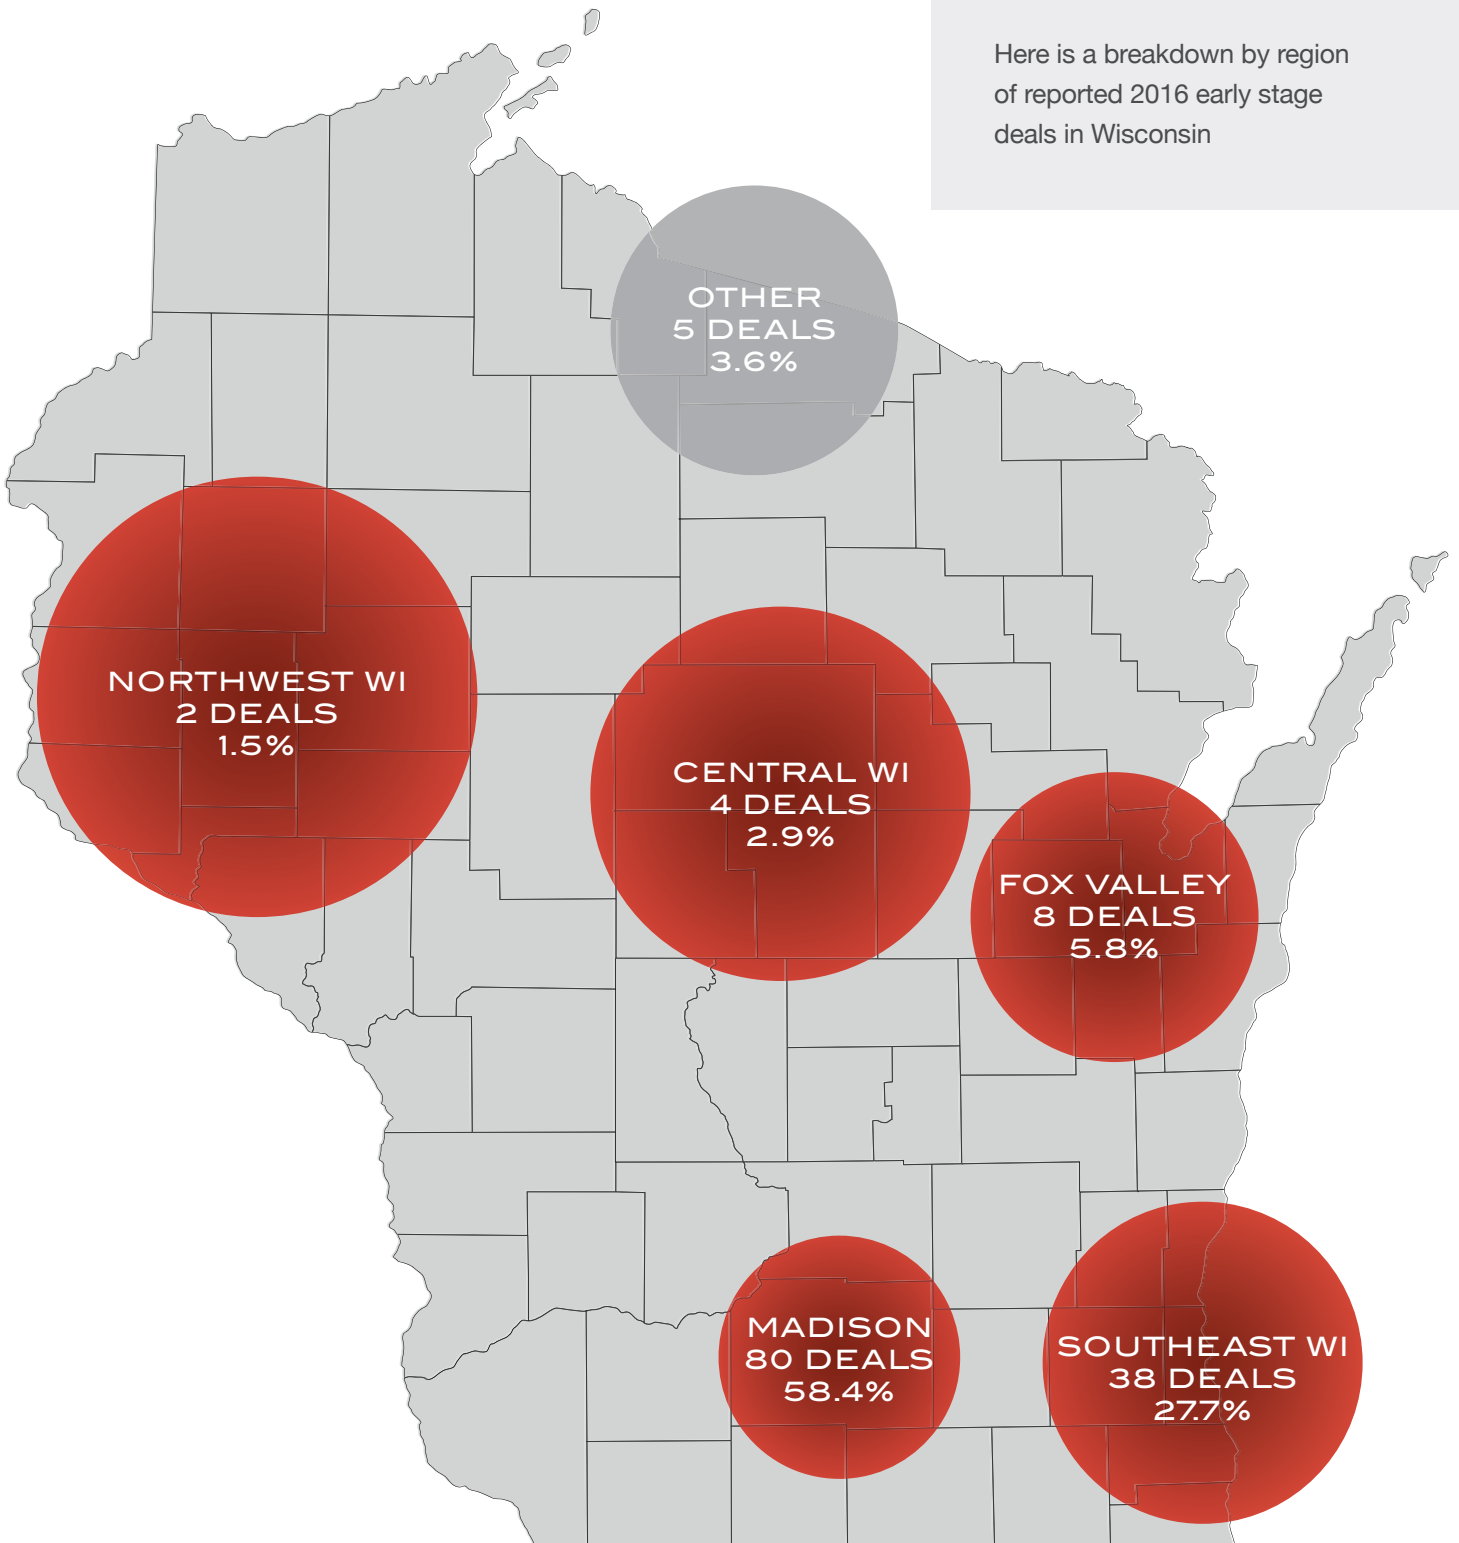 Here is a breakdown by region
of reported 2016 early stage
deals in Wisconsin
OTHER
5 DEALS
3.6%
NORTHWEST WI
2 DEALS
1.5%
CENTRAL WI
4 DEALS
2.9%
FOX VALLEY
8 DEALS
5.8%
MADISON
80 DEALS
58.4%
SOUTHEAST WI
38 DEALS
27.7%